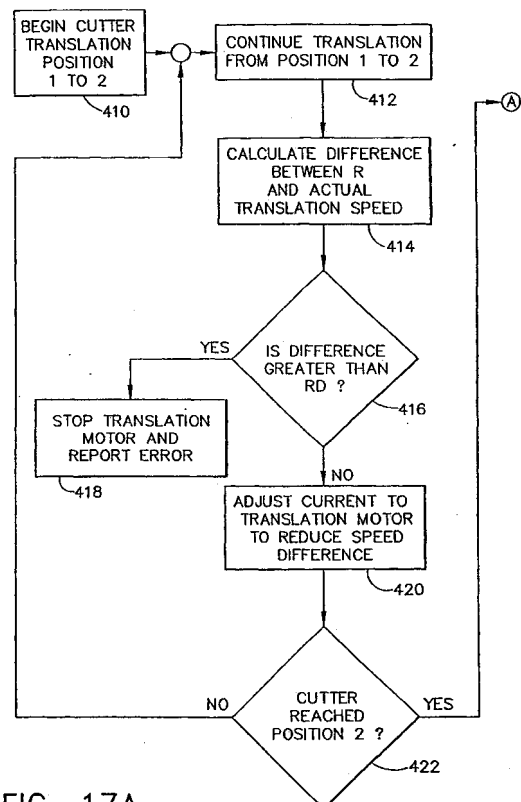 BEGIN CUTTER
TRANSLATION
POSITION
1 TO 2
410
CONTINUE TRANSLATION
FROM POSITION 1 TO 2
412
A
CALCULATE DIFFERENCE
BETWEEN R
AND ACTUAL
TRANSLATION SPEED
414
YES
IS DIFFERENCE
GREATER THAN
RD ?
416
STOP TRANSLATION
MOTOR AND
REPORT ERROR
418
NO
ADJUST CURRENT TO
TRANSLATION MOTOR
TO REDUCE SPEED
DIFFERENCE
420
NO
CUTTER
REACHED
POSITION 2 ?
YES
422
FIG. 17A